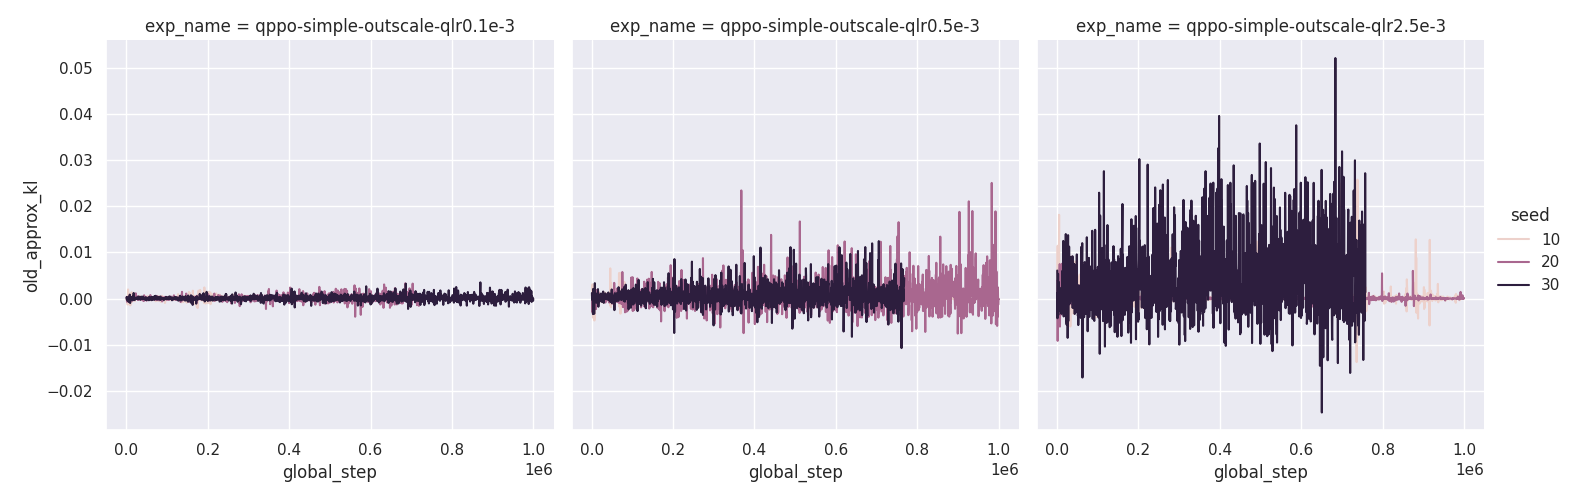 exp_name = qppo-simple-outscale-qlr0.1e-3 exp_name = qppo-simple-outscale-qlr0.5e-3 exp_name = qppo-simple-outscale-qlr2.5e-3
old_approx_kl
0.05
0.04
0.03
0.02
0.01
0.00
−0.01
−0.02
0.0 0.2 0.4 0.6 0.8 1.0 0.0 0.2 0.4 0.6 0.8 1.0 0.0 0.2 0.4 0.6 0.8 1.0
1e6 1e6 1e6
global_step global_step global_step
seed
10
20
30